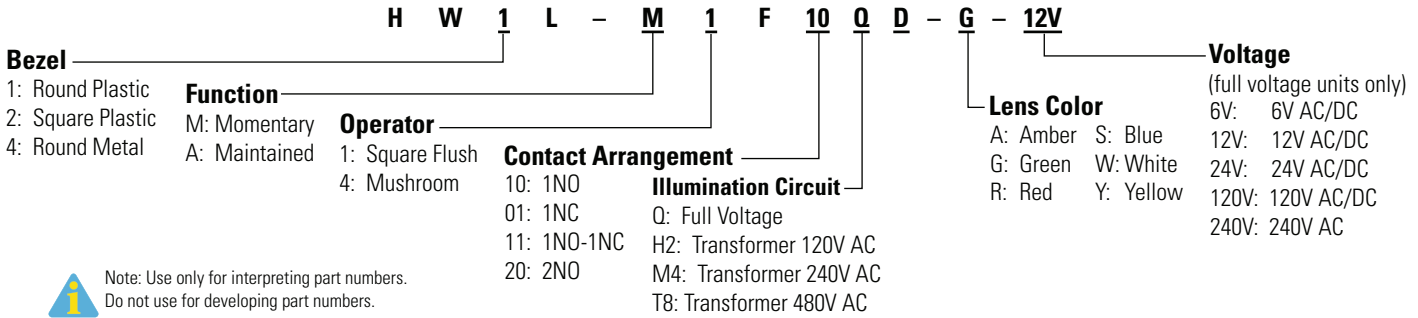 H W 1 L – M 1 F 10 Q D – G – 12V
Bezel
1: Round Plastic
2: Square Plastic
4: Round Metal
Function
M: Momentary
A: Maintained
Operator
1: Square Flush
4: Mushroom
Contact Arrangement
10: 1NO
01: 1NC
11: 1NO-1NC
20: 2NO
Illumination Circuit
Q: Full Voltage
H2: Transformer 120V AC
M4: Transformer 240V AC
T8: Transformer 480V AC
Lens Color
A: Amber S: Blue
G: Green W: White
R: Red Y: Yellow
Voltage
(full voltage units only)
6V: 6V AC/DC
12V: 12V AC/DC
24V: 24V AC/DC
120V: 120V AC/DC
240V: 240V AC
Note: Use only for interpreting part numbers.
Do not use for developing part numbers.